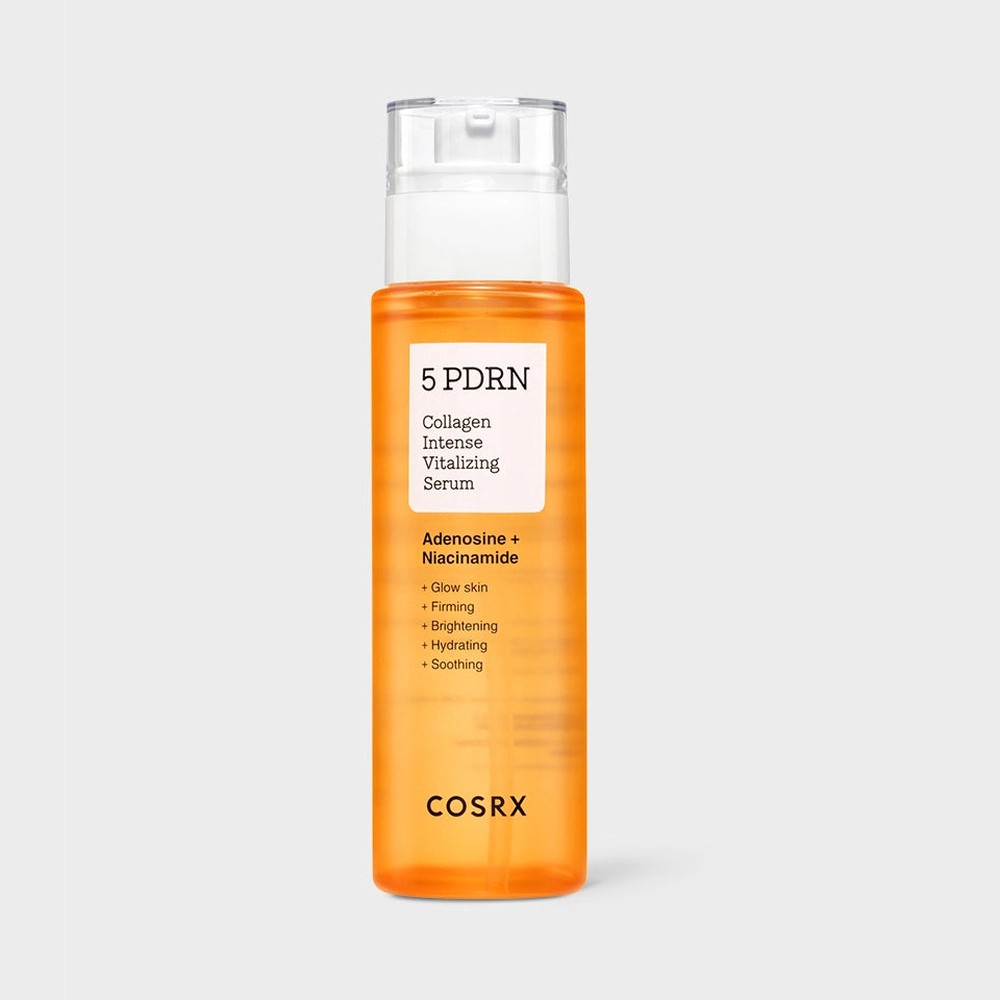 5 PDRN
Collagen
Intense
Vitalizing
Serum
Adenosine +
Niacinamide
+ Glow skin
+ Firming
+ Brightening
+ Hydrating
+ Soothing
COSRX